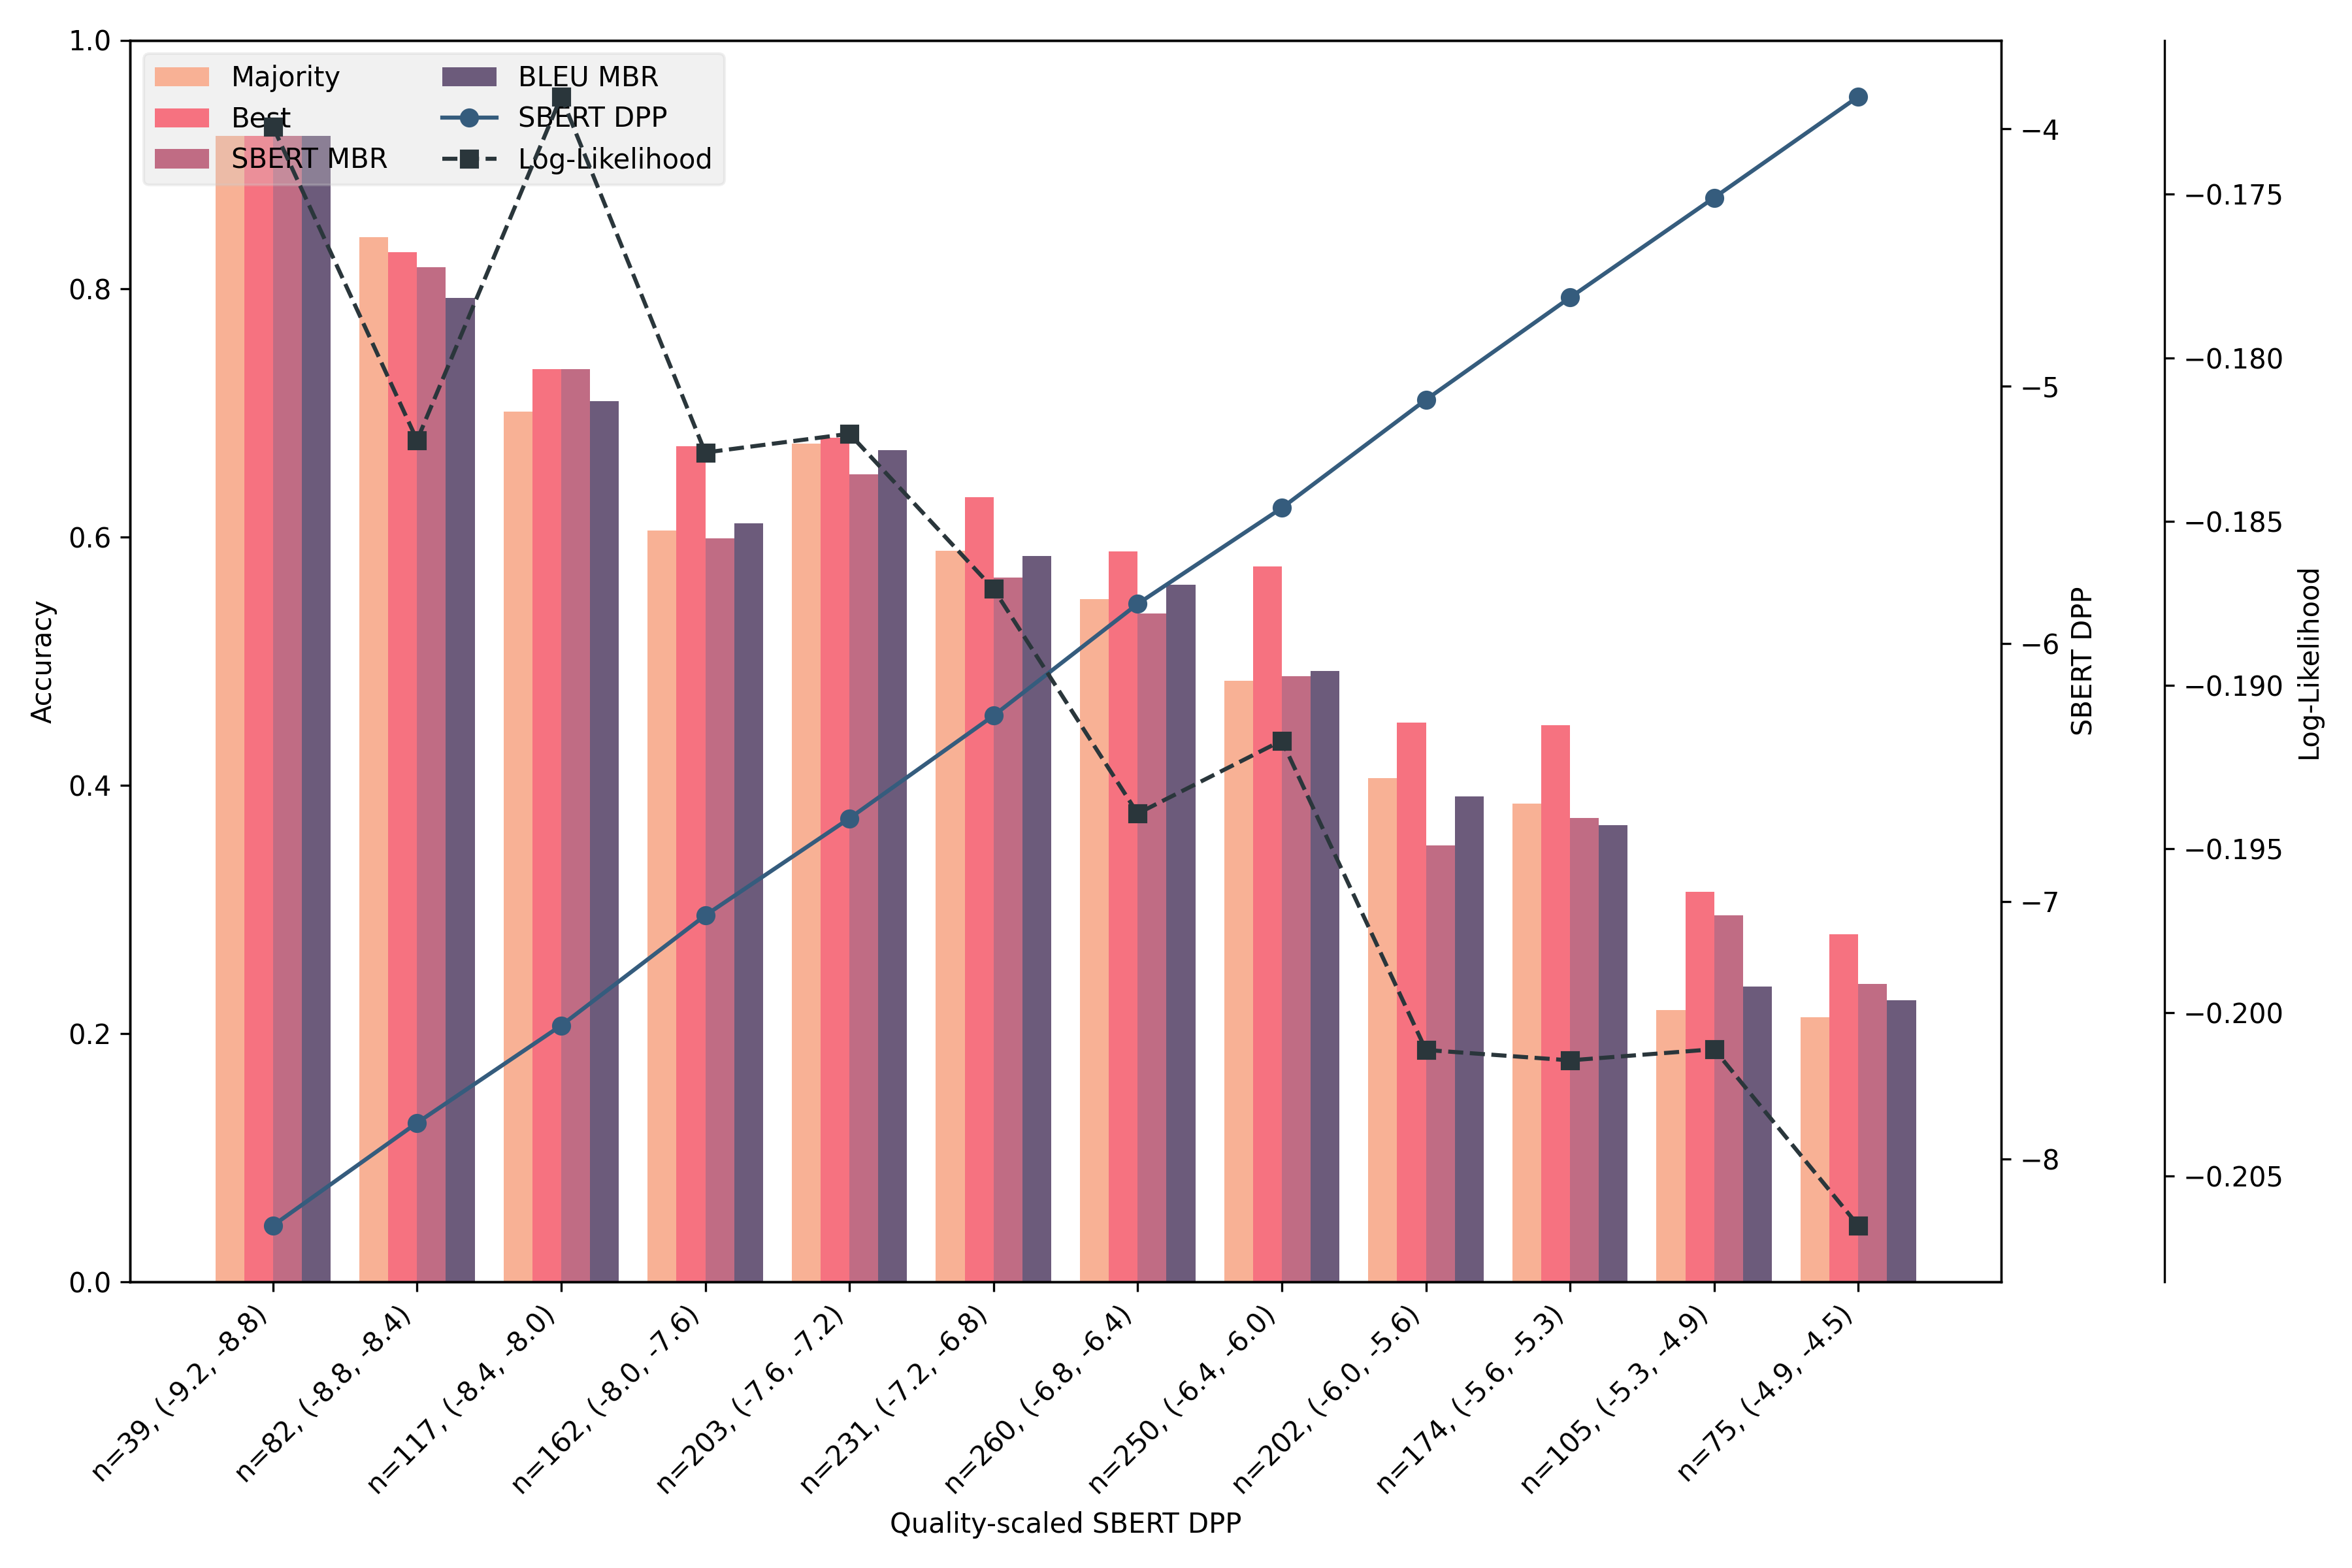 Majority
Best
SBERT MBR
BLEU MBR
SBERT DPP
Log-Likelihood
1.0
0.8
0.6
0.4
0.2
0.0
Accuracy
−4
−5
−6
−7
−8
SBERT DPP
−0.175
−0.180
−0.185
−0.190
−0.195
−0.200
−0.205
Log-Likelihood
n=39, (-9.2, -8.8)
n=82, (-8.8, -8.4)
n=117, (-8.4, -8.0)
n=162, (-8.0, -7.6)
n=203, (-7.6, -7.2)
n=231, (-7.2, -6.8)
n=260, (-6.8, -6.4)
n=250, (-6.4, -6.0)
n=202, (-6.0, -5.6)
n=174, (-5.6, -5.3)
n=105, (-5.3, -4.9)
n=75, (-4.9, -4.5)
Quality-scaled SBERT DPP